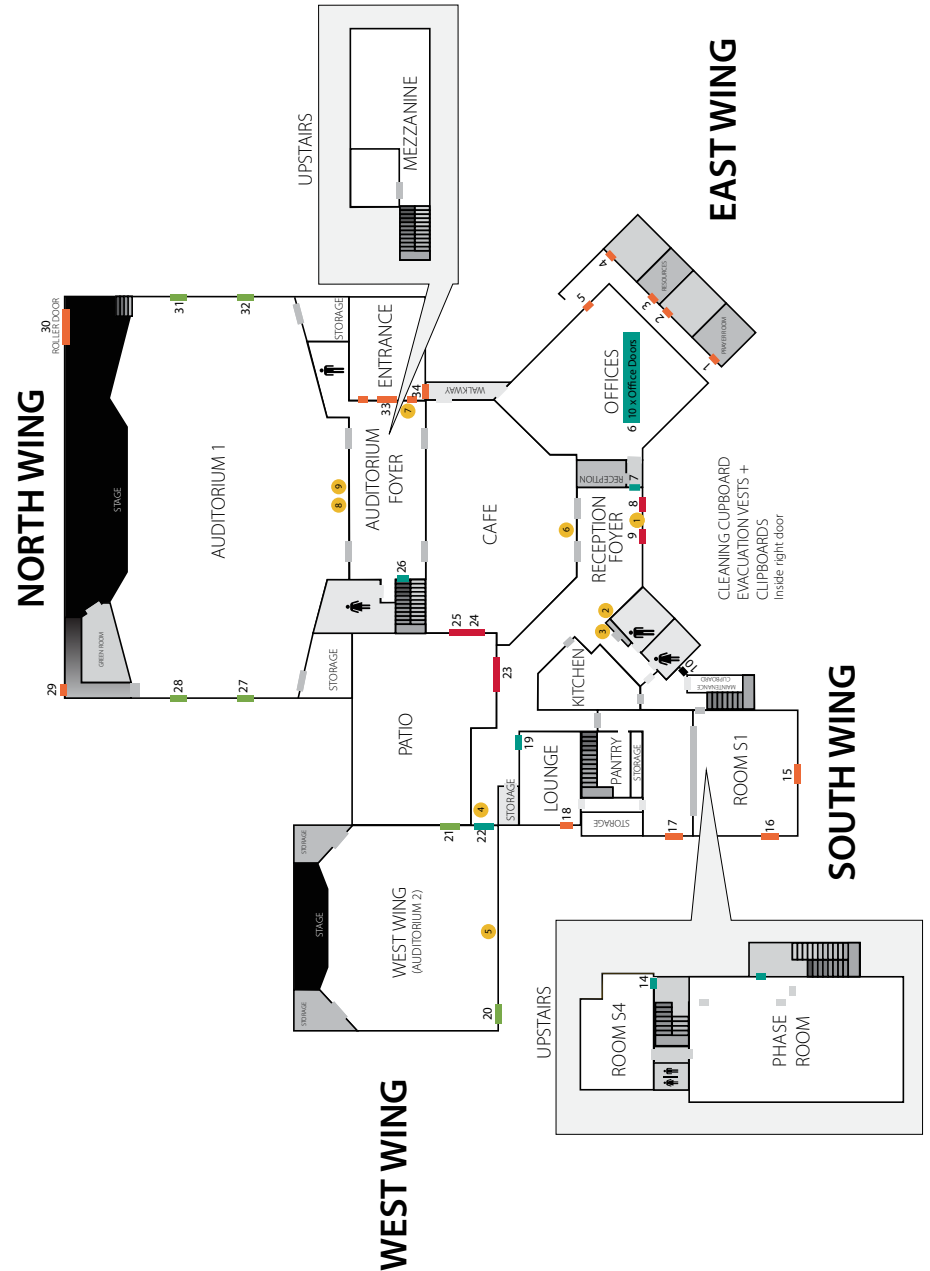 NORTH WING
30
ROLLER DOOR
STAGE
GREEN ROOM
29
28
27
31
32
AUDITORIUM 1
STORAGE
STORAGE
8
9
AUDITORIUM
FOYER
ENTRANCE
33
34
7
26
UPSTAIRS
MEZZANINE
WALKWAY
CAFE
25
24
23
PATIO
EAST WING
4
5
RESOURCES
3
2
PRAYER ROOM
1
OFFICES
6
10 x Office Doors
RECEPTION
7
6
RECEPTION
FOYER
8
1
9
2
3
CLEANING CUPBOARD
EVACUATION VESTS +
CLIPBOARDS
Inside right door
KITCHEN
10
MAINTENANCE
CUPBOARD
SOUTH WING
19
STORAGE
LOUNGE
18
PANTRY
STORAGE
STORAGE
ROOM S1
17
16
15
WEST WING
STORAGE
STAGE
STORAGE
WEST WING
(AUDITORIUM 2)
21
22
4
5
20
UPSTAIRS
ROOM S4
14
PHASE
ROOM